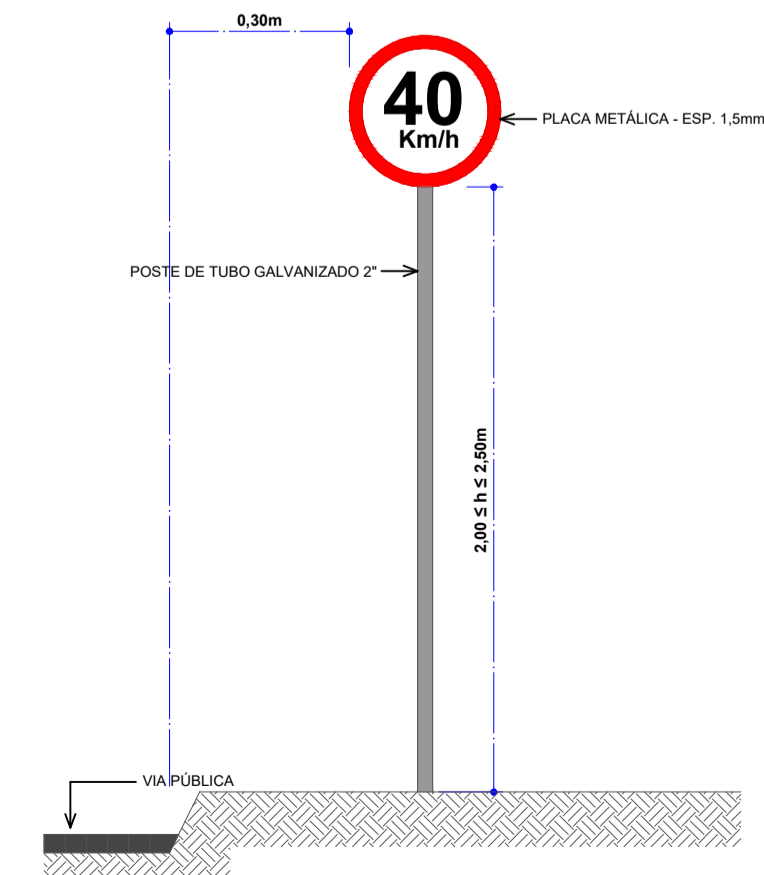 0,30m
40
Km/h
PLACA METÁLICA - ESP. 1,5mm
POSTE DE TUBO GALVANIZADO 2"
2,00 ≤ h ≤ 2,50m
VIA PÚBLICA